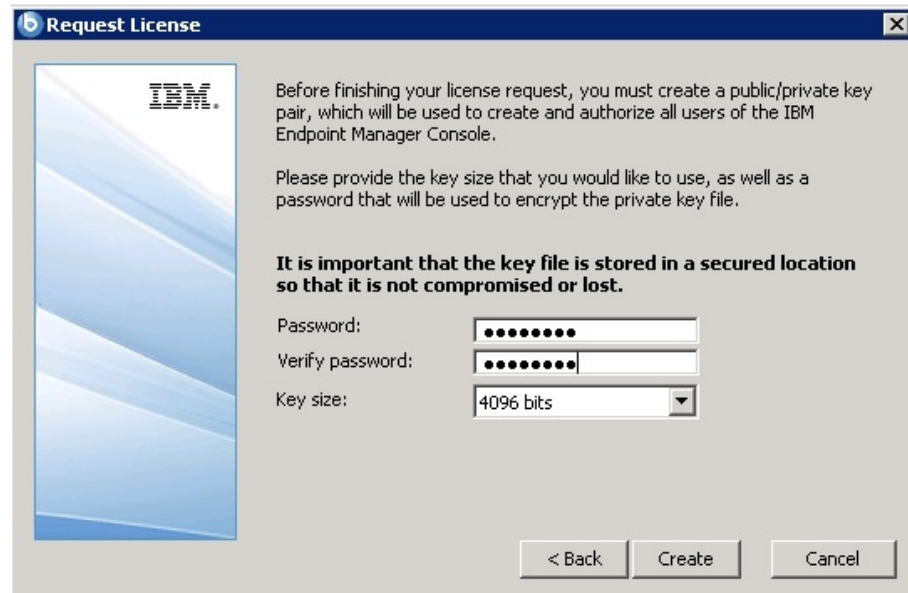 Request License
IBM.
Before finishing your license request, you must create a public/private key
pair, which will be used to create and authorize all users of the IBM
Endpoint Manager Console.
Please provide the key size that you would like to use, as well as a
password that will be used to encrypt the private key file.
It is important that the key file is stored in a secured location
so that it is not compromised or lost.
Password: ●●●●●●●●
Verify password: ●●●●●●●●
Key size: 4096 bits
< Back Create Cancel